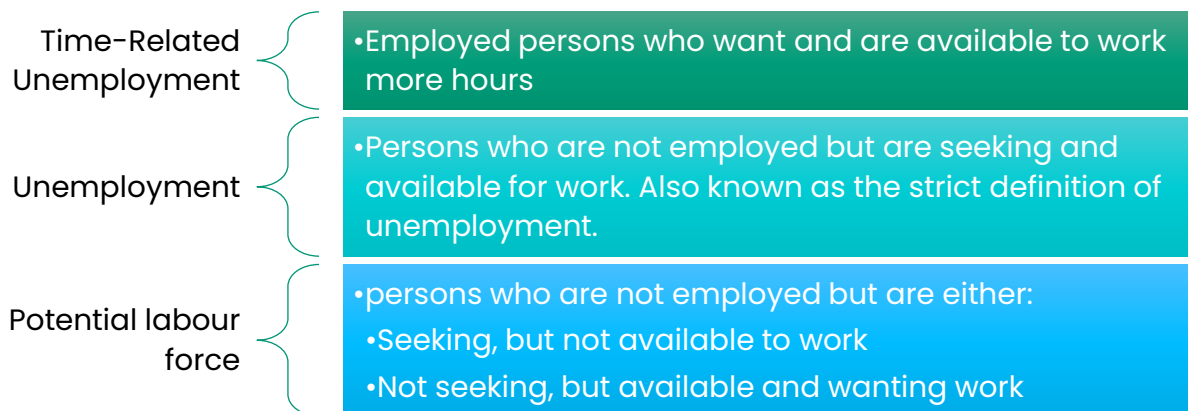 Time-Related
Unemployment
•Employed persons who want and are available to work
more hours
Unemployment
•Persons who are not employed but are seeking and
available for work. Also known as the strict definition of
unemployment.
Potential labour
force
•persons who are not employed but are either:
•Seeking, but not available to work
•Not seeking, but available and wanting work